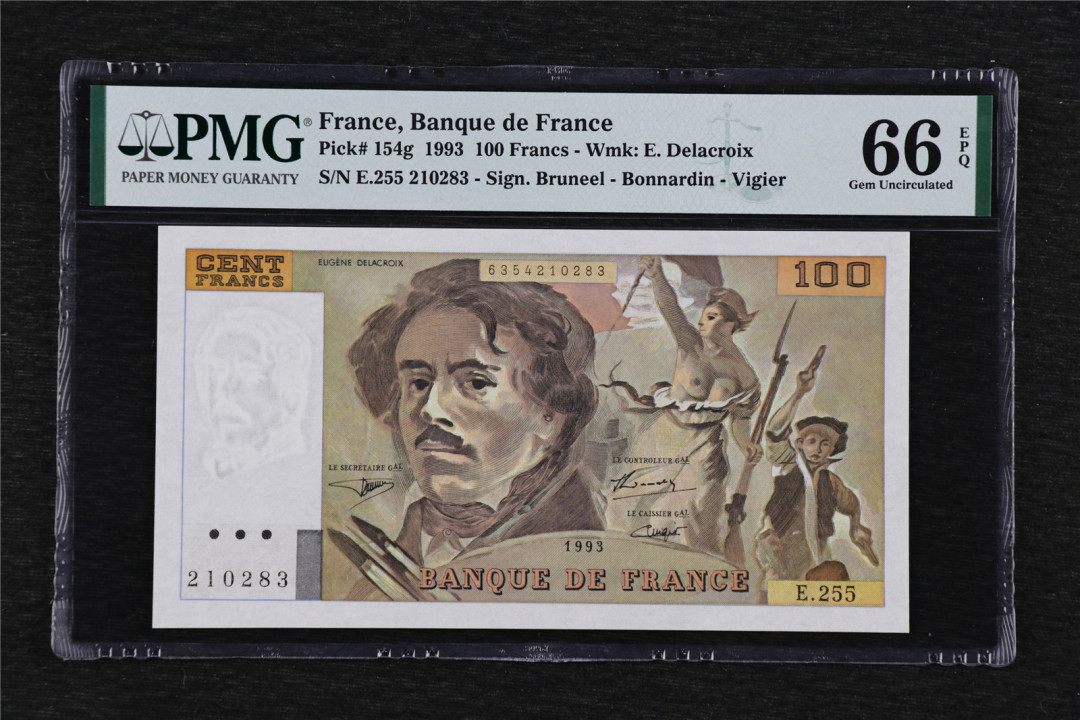 PMG®
PAPER MONEY GUARANTY
France, Banque de France
Pick# 154g 1993 100 Francs - Wmk: E. Delacroix
S/N E.255 210283 - Sign. Bruneel - Bonnardin - Vigier
66
EPQ
Gem Uncirculated
CENT
FRANCS
EUGÈNE DELACROIX
6354210283
100
LE SECRÉTAIRE GAL
LE CONTROLEUR GAL
LE CAISSIER GAL
1993
210283
BANQUE DE FRANCE
E.255